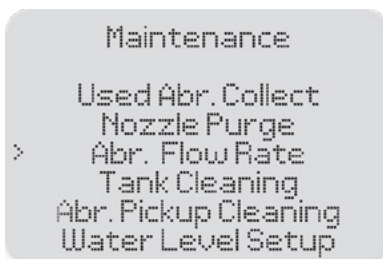 Maintenance
Used Abr. Collect
Nozzle Purge
> Abr. Flow Rate
Tank Cleaning
Abr. Pickup Cleaning
Water Level Setup